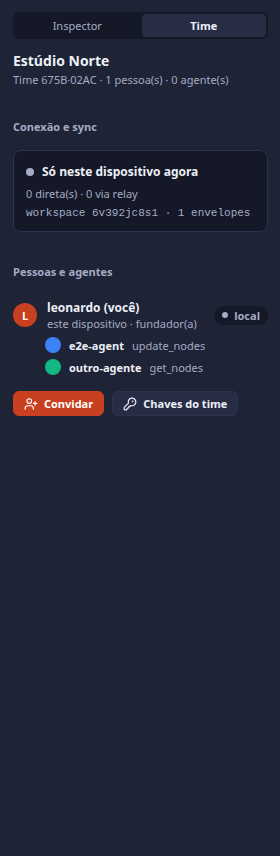 Inspector
Time
Estúdio Norte
Time 675B-02AC · 1 pessoa(s) · 0 agente(s)
Conexão e sync
Só neste dispositivo agora
0 direta(s) · 0 via relay
workspace 6v392jc8s1 · 1 envelopes
Pessoas e agentes
L
leonardo (você)
este dispositivo · fundador(a)
local
e2e-agent update_nodes
outro-agente get_nodes
Convidar
Chaves do time